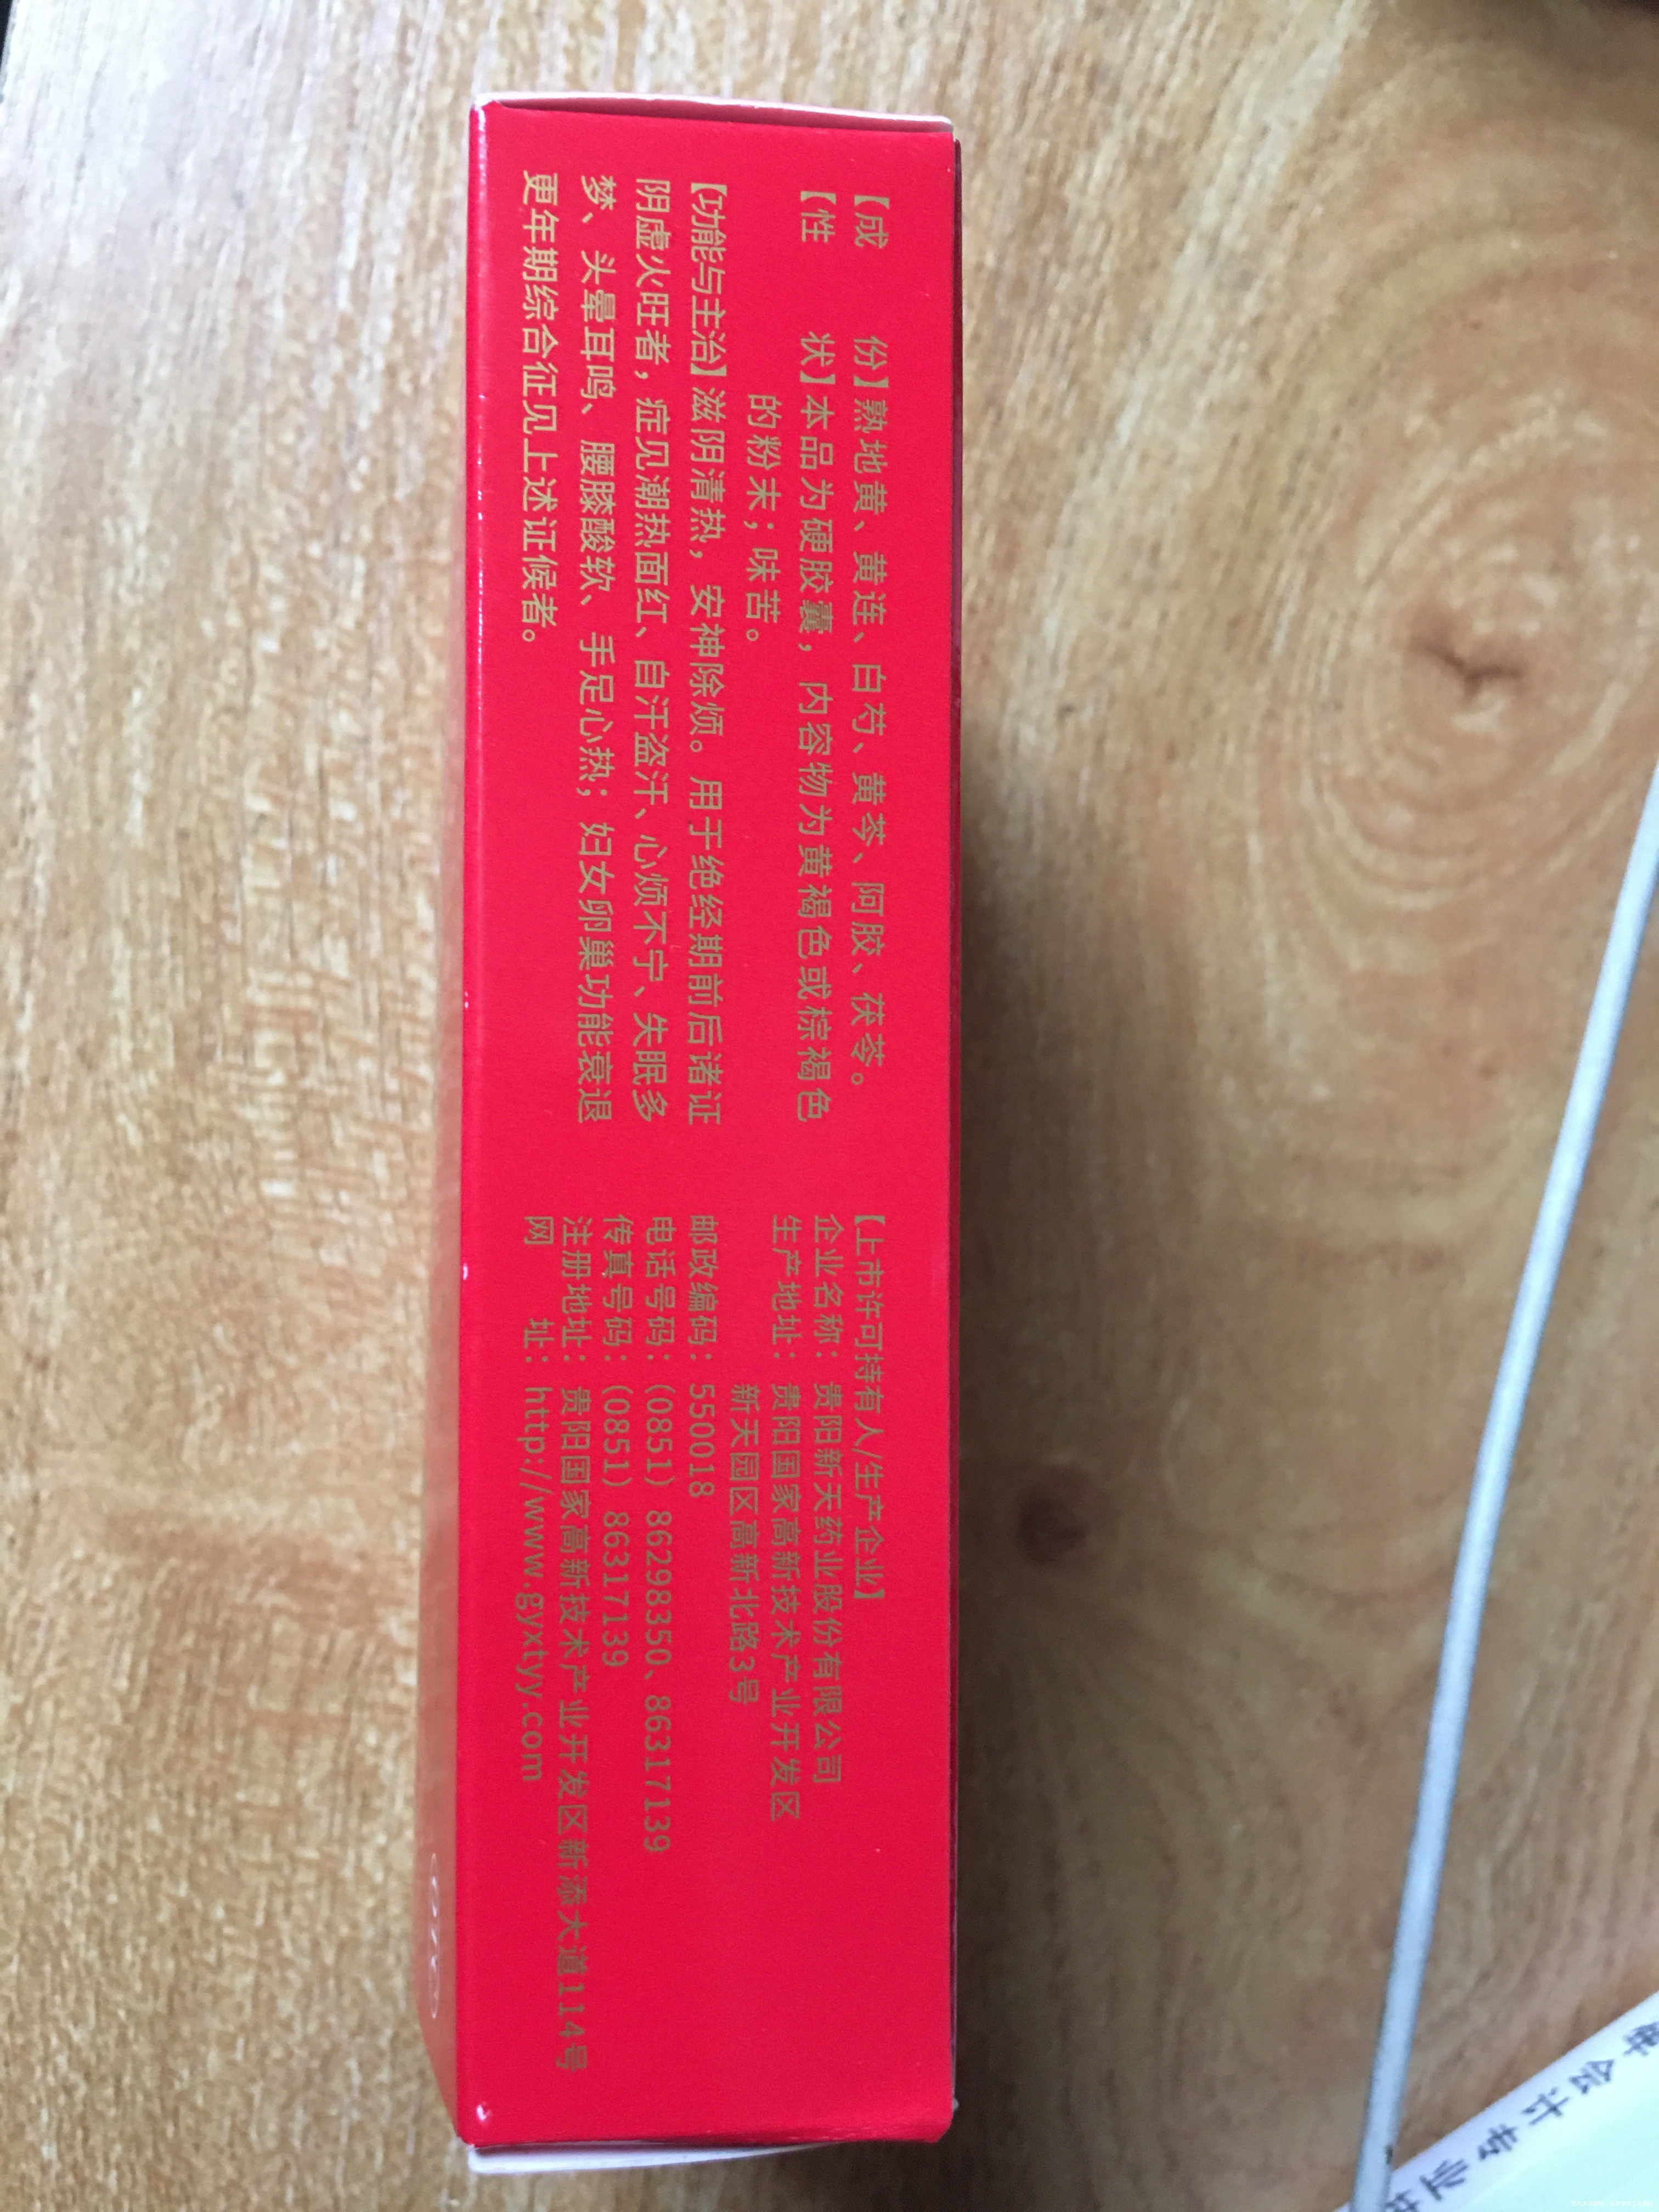 【成 份】熟地黄、黄连、白芍、黄芩、阿胶、茯苓。
【性 状】本品为硬胶囊，内容物为黄褐色或棕褐色
的粉末；味苦。
【功能与主治】滋阴清热，安神除烦。用于绝经期前后诸证
阴虚火旺者，症见潮热面红、自汗盗汗、心烦不宁、失眠多
梦、头晕耳鸣、腰膝酸软、手足心热；妇女卵巢功能衰退
更年期综合征见上述证候者。
【上市许可持有人/生产企业】
企业名称：贵阳新天药业股份有限公司
生产地址：贵阳国家高新技术产业开发区
新天园区高新北路3号
邮政编码：550018
电话号码：(0851) 86298350、86317139
传真号码：(0851) 86317139
注册地址：贵阳国家高新技术产业开发区新添大道114号
网 址：http://www.gyxtyy.com
会计专业